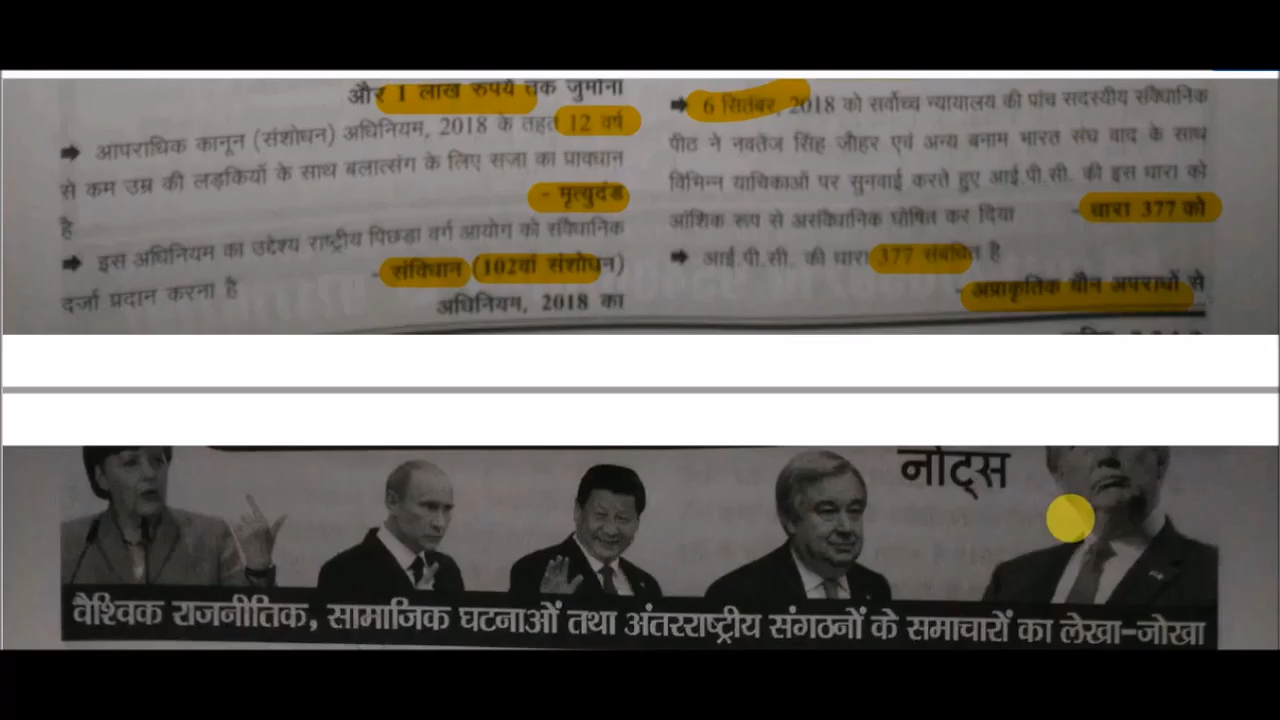 और 1 लाख रुपये तक जुर्माना
➡ आपराधिक कानून (संशोधन) अधिनियम, 2018 के तहत 12 वर्ष
से कम उम्र की लड़कियों के साथ बलात्संग के लिए सजा का प्रावधान
है
- मृत्युदंड
➡ इस अधिनियम का उद्देश्य राष्ट्रीय पिछड़ा वर्ग आयोग को संवैधानिक
दर्जा प्रदान करना है
- संविधान (102वां संशोधन)
अधिनियम, 2018 का
➡ 6 सितंबर, 2018 को सर्वोच्च न्यायालय की पांच सदस्यीय संवैधानिक
पीठ ने नवतेज सिंह जौहर एवं अन्य बनाम भारत संघ वाद के साथ
विभिन्न याचिकाओं पर सुनवाई करते हुए आई.पी.सी. की इस धारा को
आंशिक रूप से असंवैधानिक घोषित कर दिया
- धारा 377 को
➡ आई.पी.सी. की धारा 377 संबंधित है
- अप्राकृतिक यौन अपराधों से
नोट्स
वैश्विक राजनीतिक, सामाजिक घटनाओं तथा अंतरराष्ट्रीय संगठनों के समाचारों का लेखा-जोखा